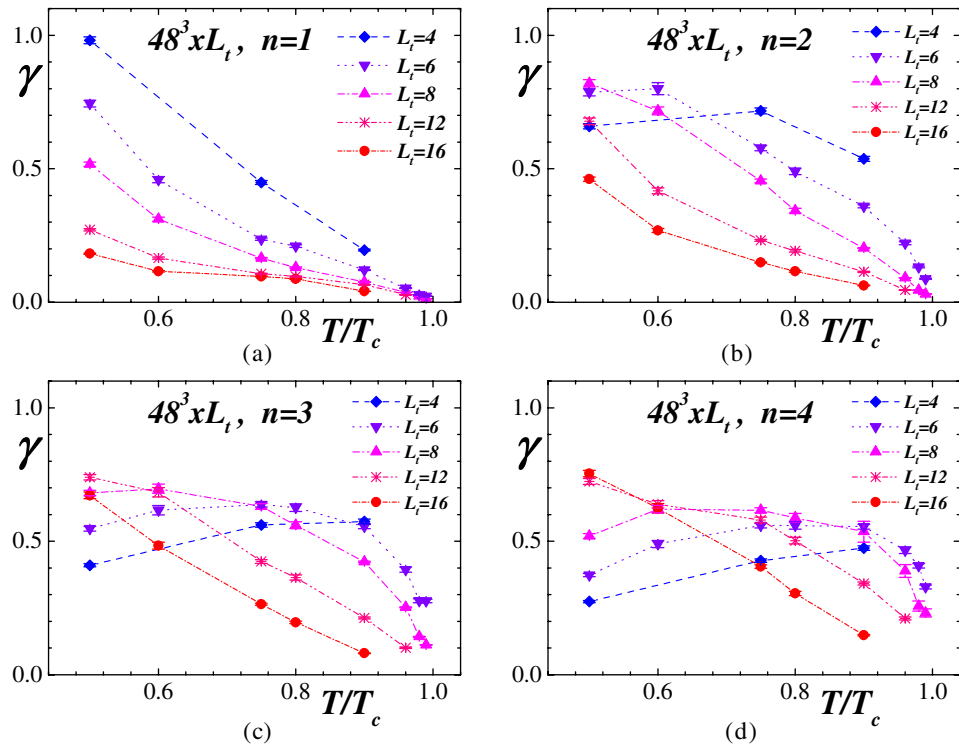 48³xLₜ, n=1
γ
1.0
0.5
0.0
0.6
0.8
1.0
T/T_c
Lₜ=4
Lₜ=6
Lₜ=8
Lₜ=12
Lₜ=16
(a)
48³xLₜ, n=2
γ
1.0
0.5
0.0
0.6
0.8
1.0
T/T_c
Lₜ=4
Lₜ=6
Lₜ=8
Lₜ=12
Lₜ=16
(b)
48³xLₜ, n=3
γ
1.0
0.5
0.0
0.6
0.8
1.0
T/T_c
Lₜ=4
Lₜ=6
Lₜ=8
Lₜ=12
Lₜ=16
(c)
48³xLₜ, n=4
γ
1.0
0.5
0.0
0.6
0.8
1.0
T/T_c
Lₜ=4
Lₜ=6
Lₜ=8
Lₜ=12
Lₜ=16
(d)